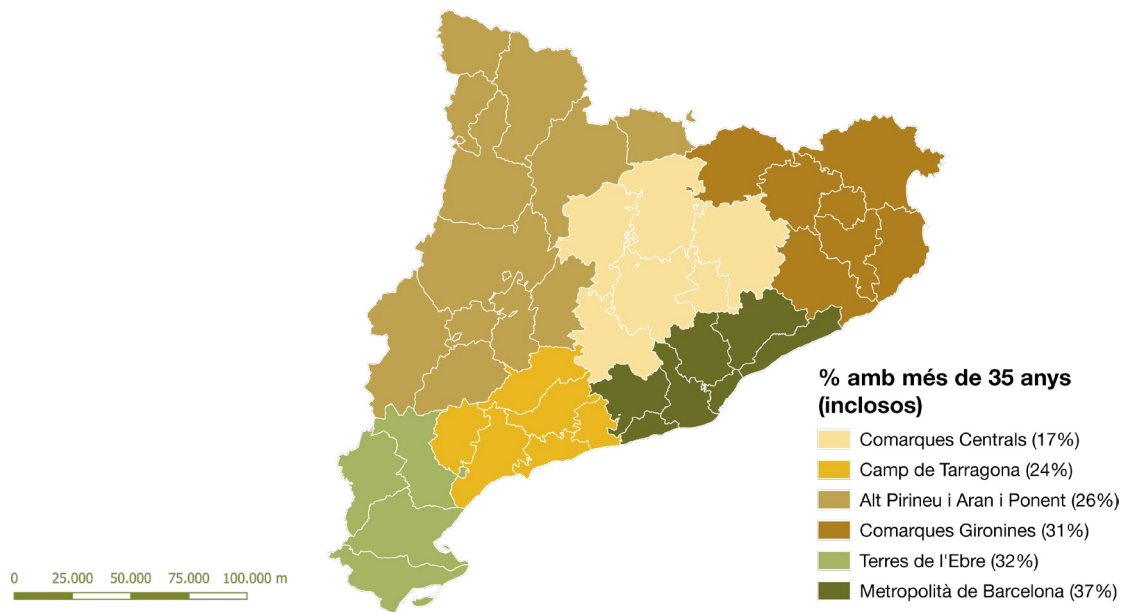 % amb més de 35 anys
(inclosos)
Comarques Centrals (17%)
Camp de Tarragona (24%)
Alt Pirineu i Aran i Ponent (26%)
Comarques Gironines (31%)
Terres de l'Ebre (32%)
Metropolità de Barcelona (37%)
0 25.000 50.000 75.000 100.000 m